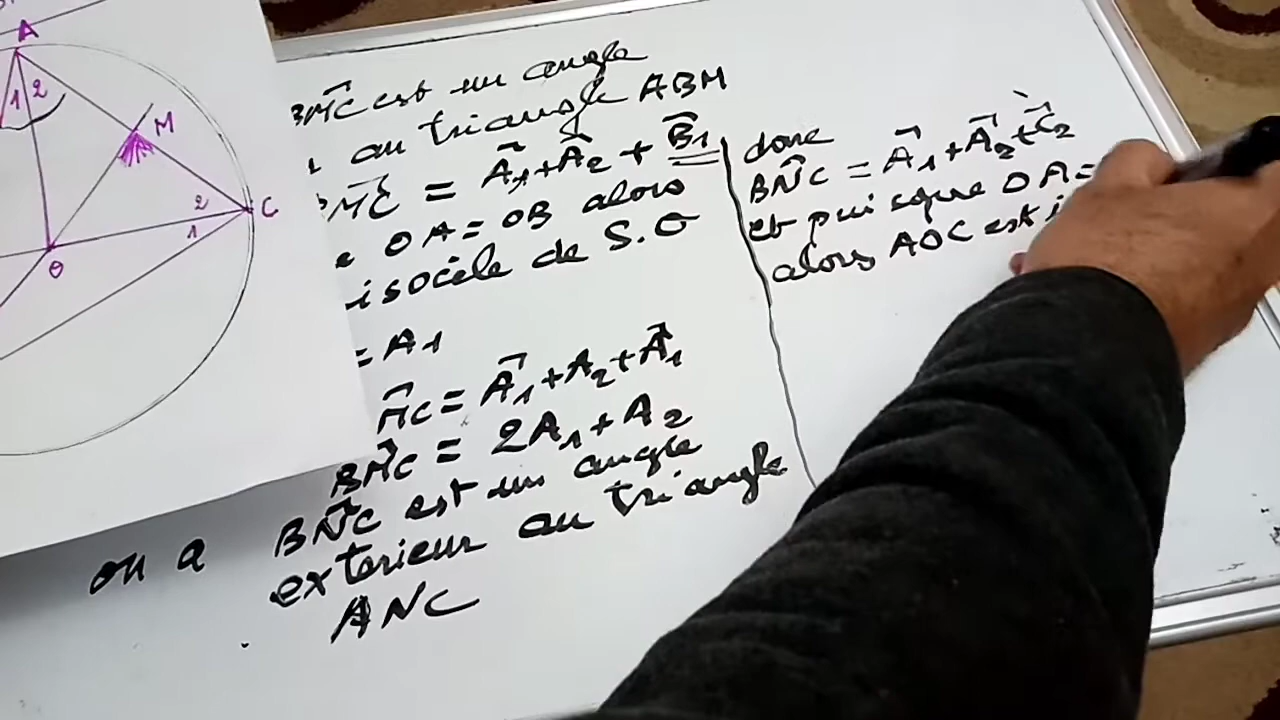 A
1 2
M
2
C
1
O
BMC est un angle
au triangle ABM
MC = A1 + A2 + B1
OA = OB alors
isocèle de S.O
= A1
MC = A1 + A2 + A1
BMC = 2A1 + A2
on a BNC est un angle
exterieur au triangle
ANC
donc
BNC = A1 + A2 + C2
et puisque OA =
alors AOC est i